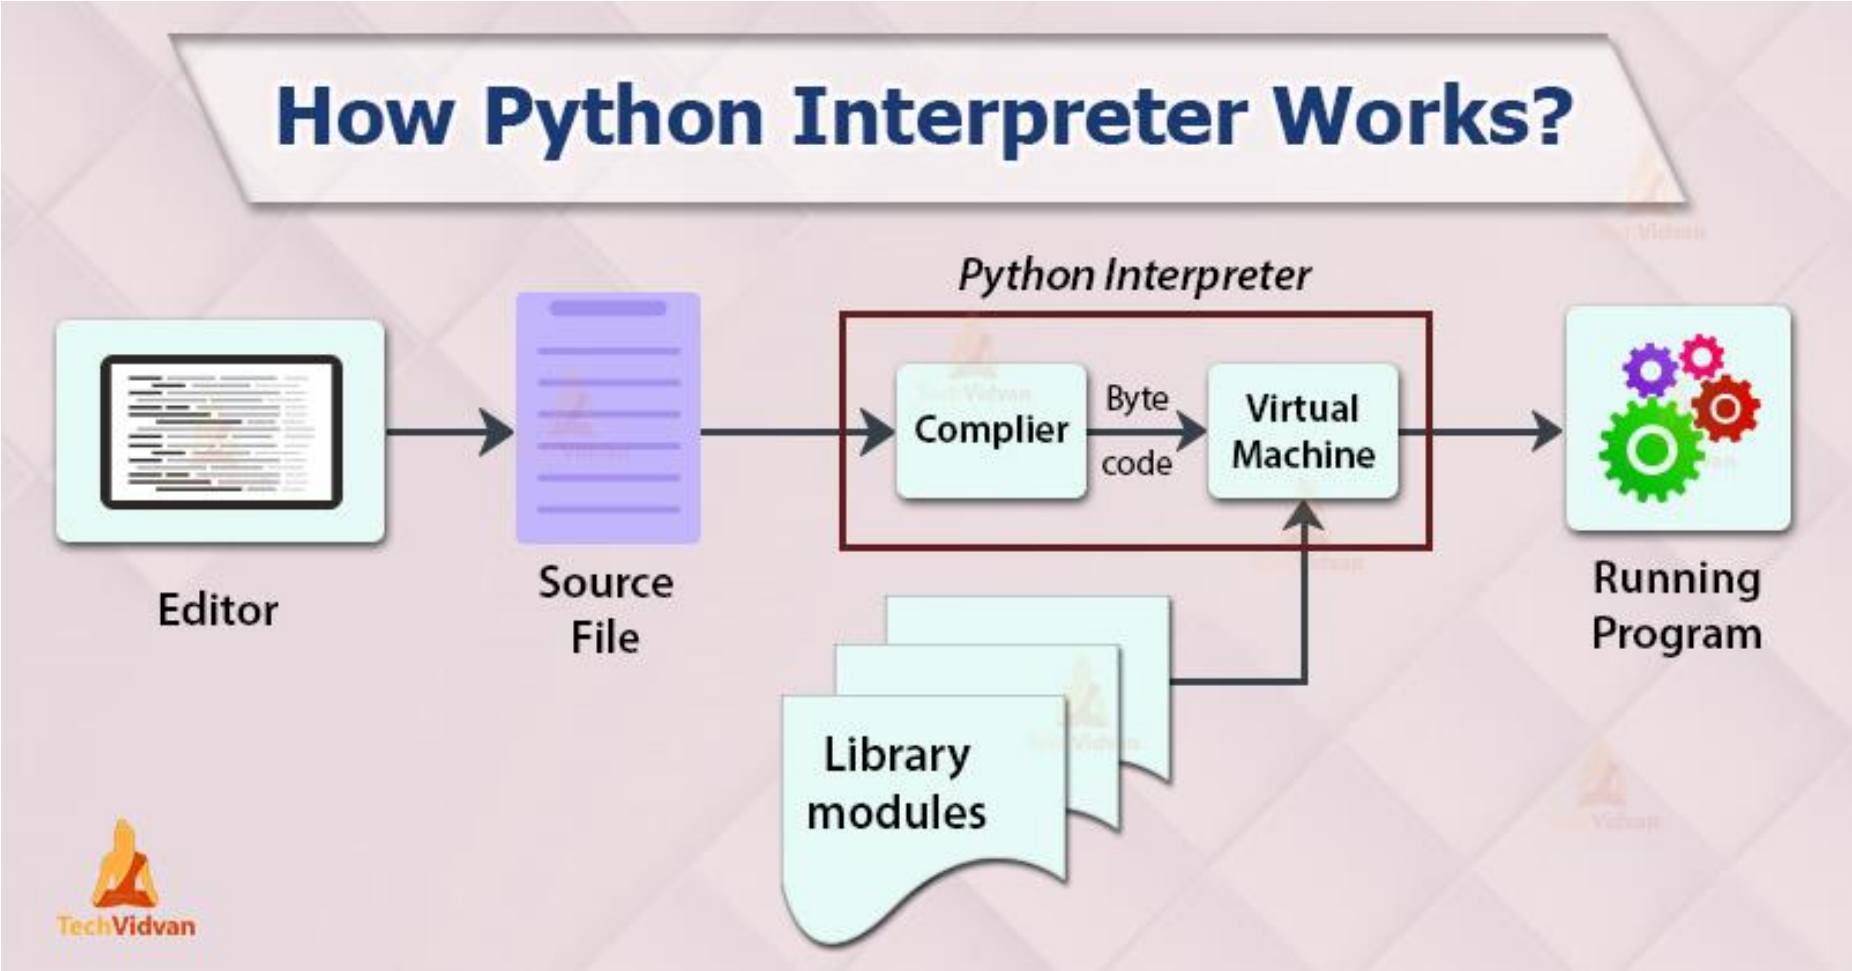 How Python Interpreter Works?
Python Interpreter
Editor
Source
File
Complier
Byte
code
Virtual
Machine
Running
Program
Library
modules
TechVidvan